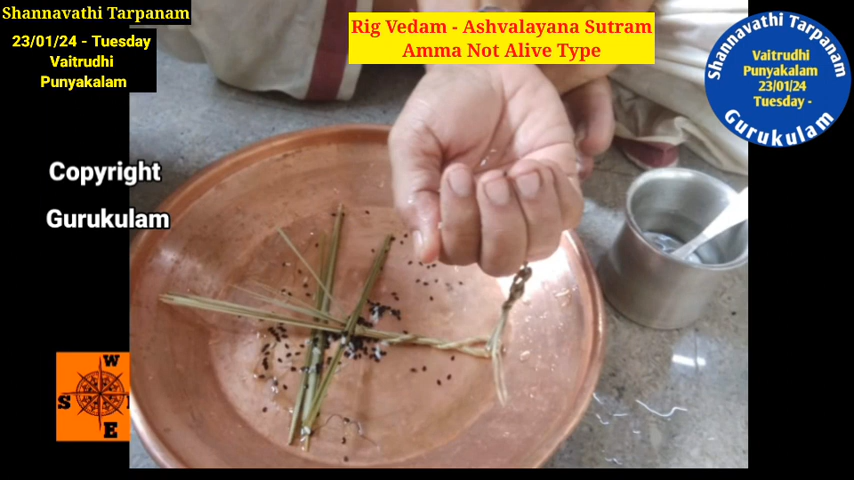 Shannavathi Tarpanam
23/01/24 - Tuesday
Vaitrudhi
Punyakalam
Rig Vedam - Ashvalayana Sutram
Amma Not Alive Type
Shannavathi Tarpanam
Vaitrudhi
Punyakalam
23/01/24
Tuesday -
Gurukulam
Copyright
Gurukulam
W
S
E